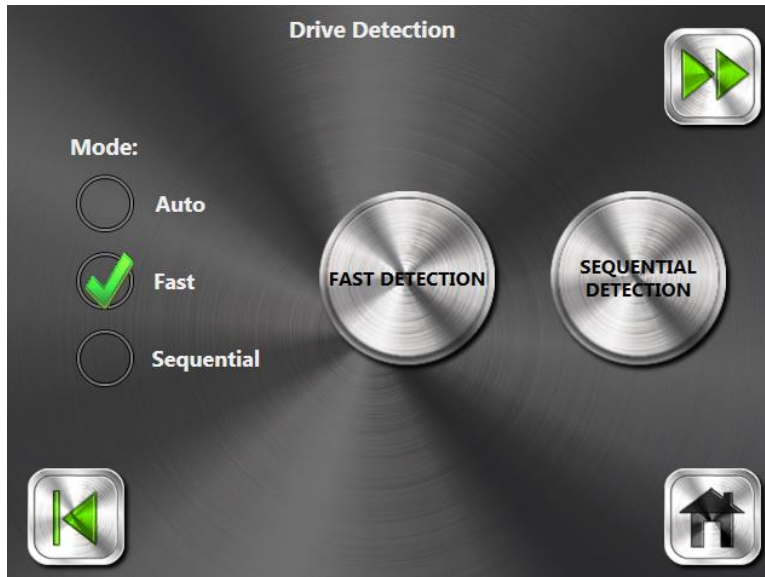 Drive Detection
Mode:
Auto
Fast
Sequential
FAST DETECTION
SEQUENTIAL
DETECTION